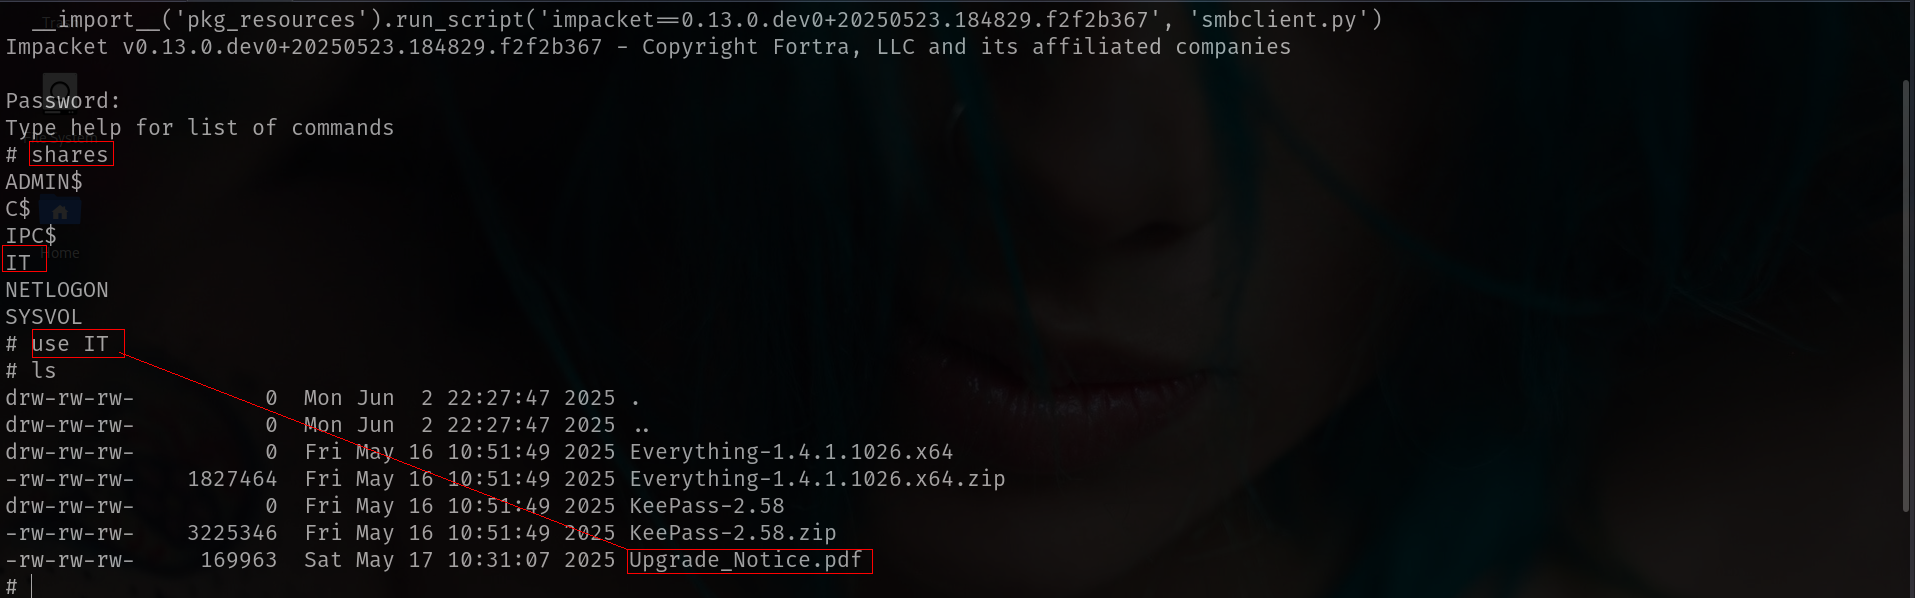 __import__('pkg_resources').run_script('impacket==0.13.0.dev0+20250523.184829.f2f2b367', 'smbclient.py')
Impacket v0.13.0.dev0+20250523.184829.f2f2b367 - Copyright Fortra, LLC and its affiliated companies
Password:
Type help for list of commands
# shares
ADMIN$
C$
IPC$
Home
IT
NETLOGON
SYSVOL
# use IT
# ls
drw-rw-rw-          0  Mon Jun  2 22:27:47 2025 .
drw-rw-rw-          0  Mon Jun  2 22:27:47 2025 ..
drw-rw-rw-          0  Fri May 16 10:51:49 2025 Everything-1.4.1.1026.x64
-rw-rw-rw-    1827464  Fri May 16 10:51:49 2025 Everything-1.4.1.1026.x64.zip
drw-rw-rw-          0  Fri May 16 10:51:49 2025 KeePass-2.58
-rw-rw-rw-    3225346  Fri May 16 10:51:49 2025 KeePass-2.58.zip
-rw-rw-rw-     169963  Sat May 17 10:31:07 2025 Upgrade_Notice.pdf
#